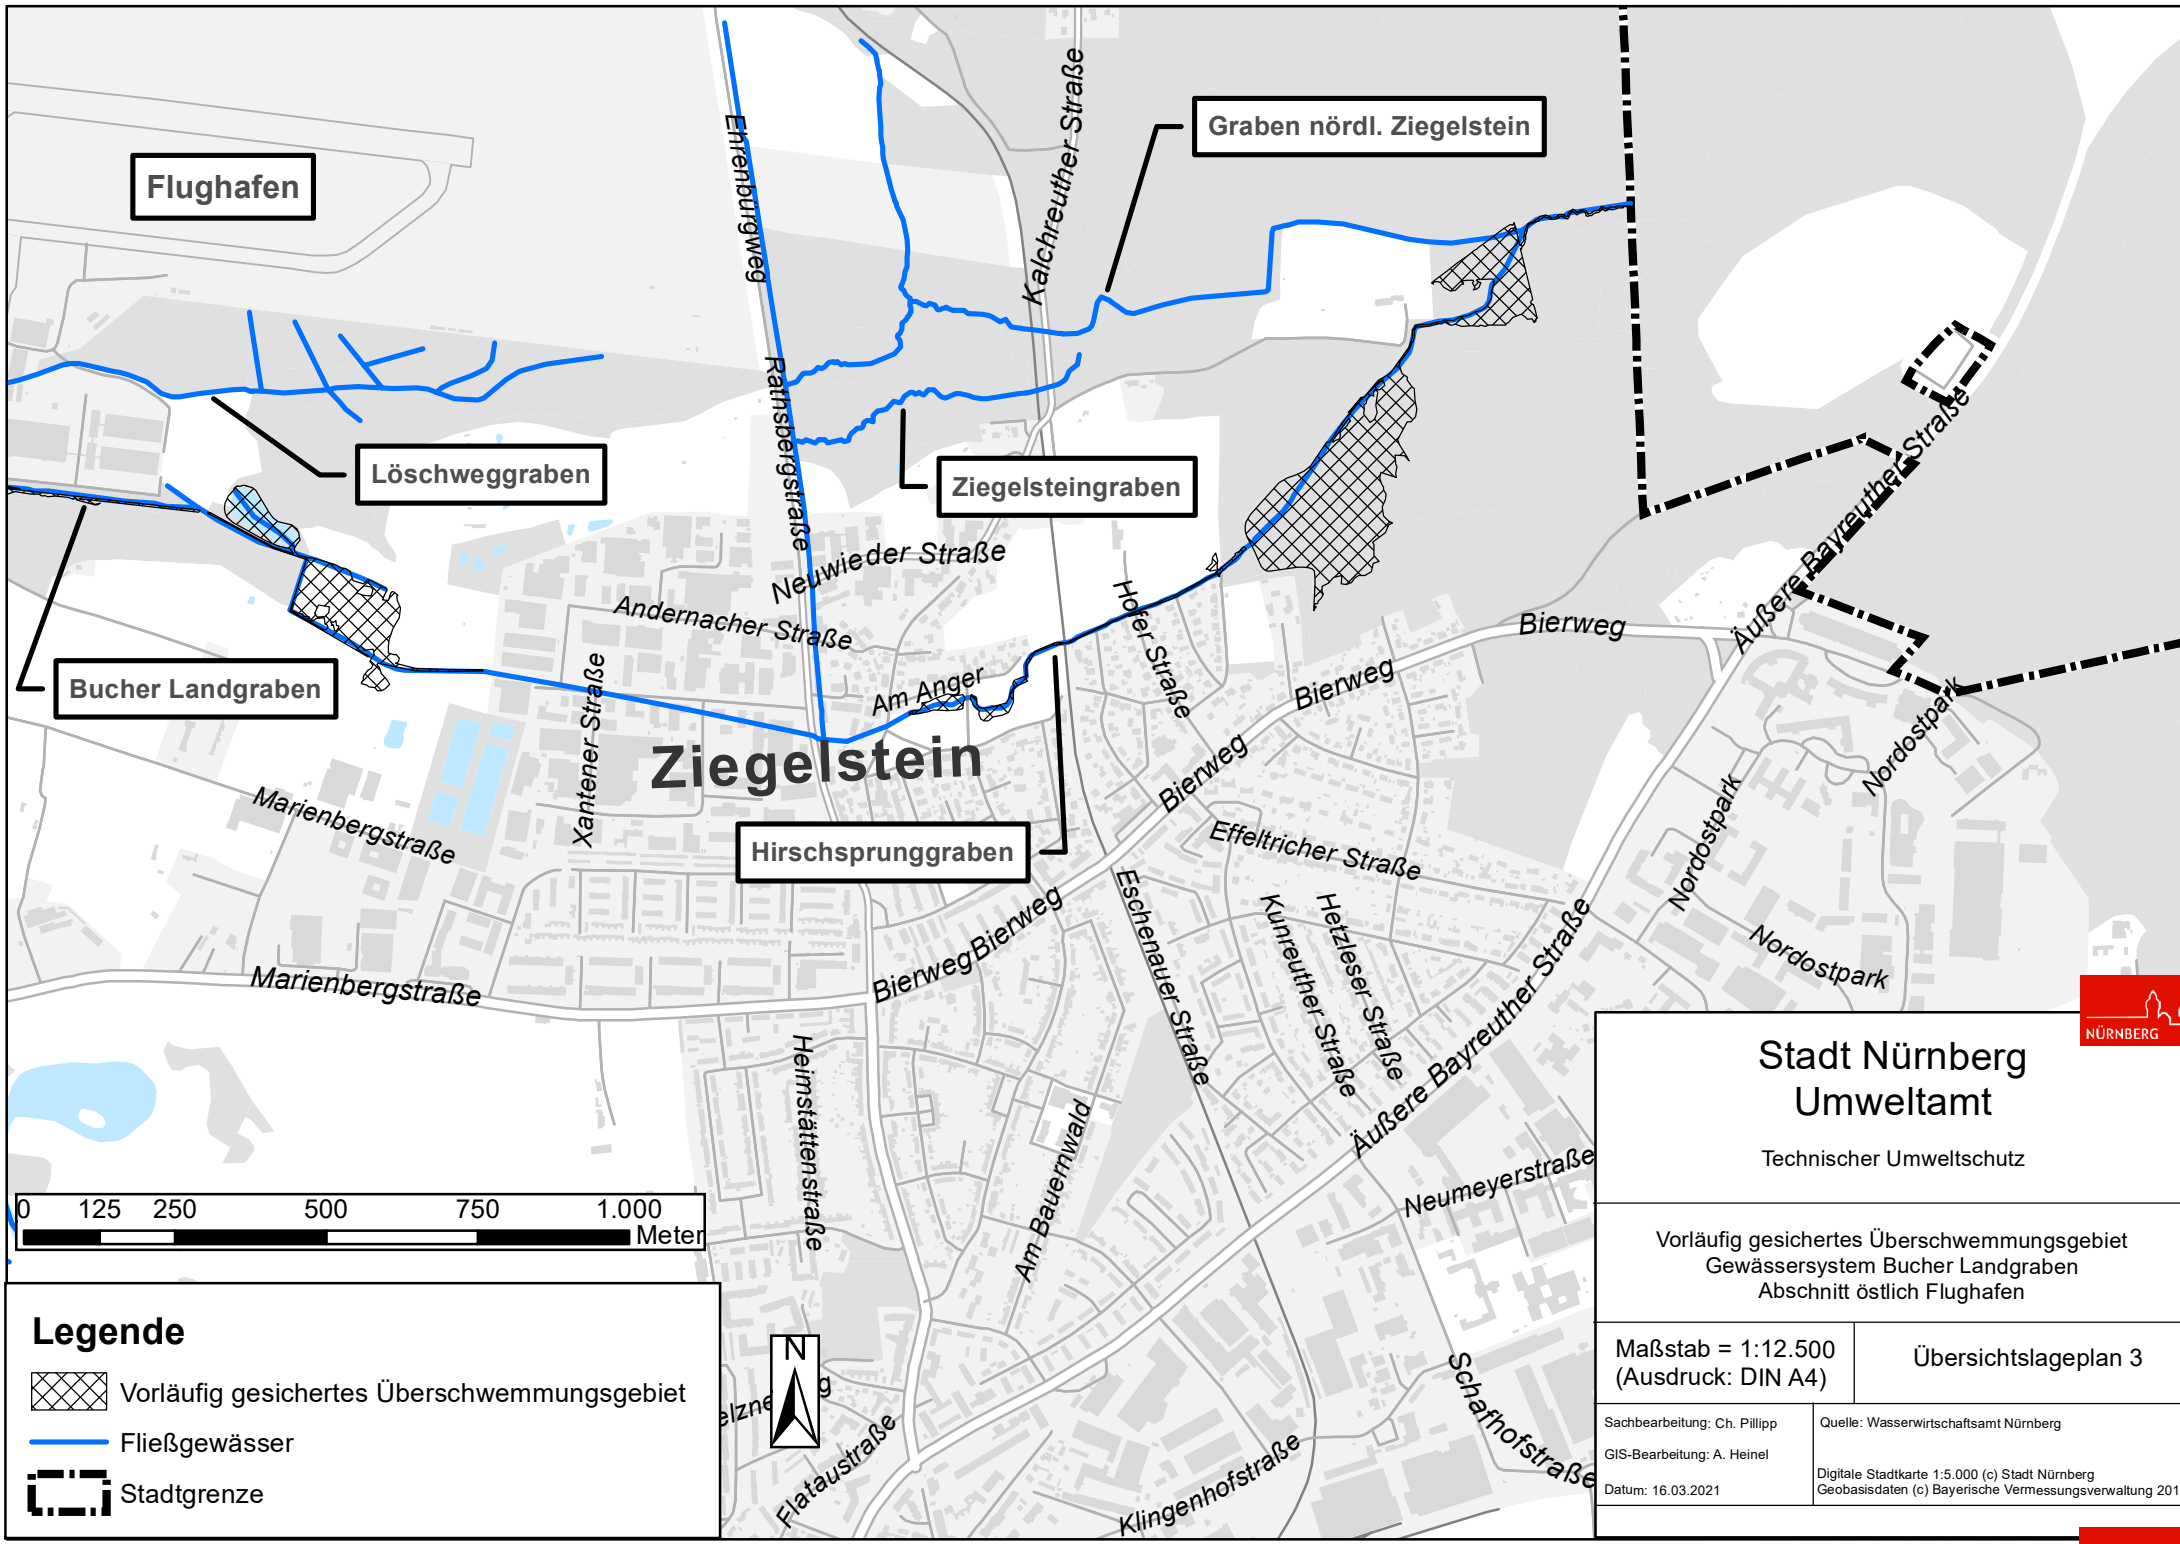 Flughafen
Ehrenbürgweg
Kalchreuther Straße
Graben nördl. Ziegelstein
Löschweggraben
Rathsbergstraße
Ziegelsteingraben
Bucher Landgraben
Neuwieder Straße
Andernacher Straße
Am Anger
Hofer Straße
Bierweg
Bierweg
Bierweg
Äußere Bayreuther Straße
Nordostpark
Nordostpark
Nordostpark
Xantener Straße
Ziegelstein
Marienbergstraße
Hirschsprunggraben
Effeltricher Straße
Eschenauer Straße
Kunreuther Straße
Hetzleser Straße
Bierweg
Bierweg
Marienbergstraße
Äußere Bayreuther Straße
Heimstättenstraße
Am Bauernwald
Neumeyerstraße
Schafhofstraße
Flataustraße
Klingenhofstraße
0 125 250 500 750 1.000
Meter
Legende
Vorläufig gesichertes Überschwemmungsgebiet
Fließgewässer
Stadtgrenze
N
NÜRNBERG
Stadt Nürnberg
Umweltamt
Technischer Umweltschutz
Vorläufig gesichertes Überschwemmungsgebiet
Gewässersystem Bucher Landgraben
Abschnitt östlich Flughafen
Maßstab = 1:12.500
(Ausdruck: DIN A4)
Übersichtslageplan 3
Sachbearbeitung: Ch. Pillipp
GIS-Bearbeitung: A. Heinel
Datum: 16.03.2021
Quelle: Wasserwirtschaftsamt Nürnberg
Digitale Stadtkarte 1:5.000 (c) Stadt Nürnberg
Geobasisdaten (c) Bayerische Vermessungsverwaltung 201